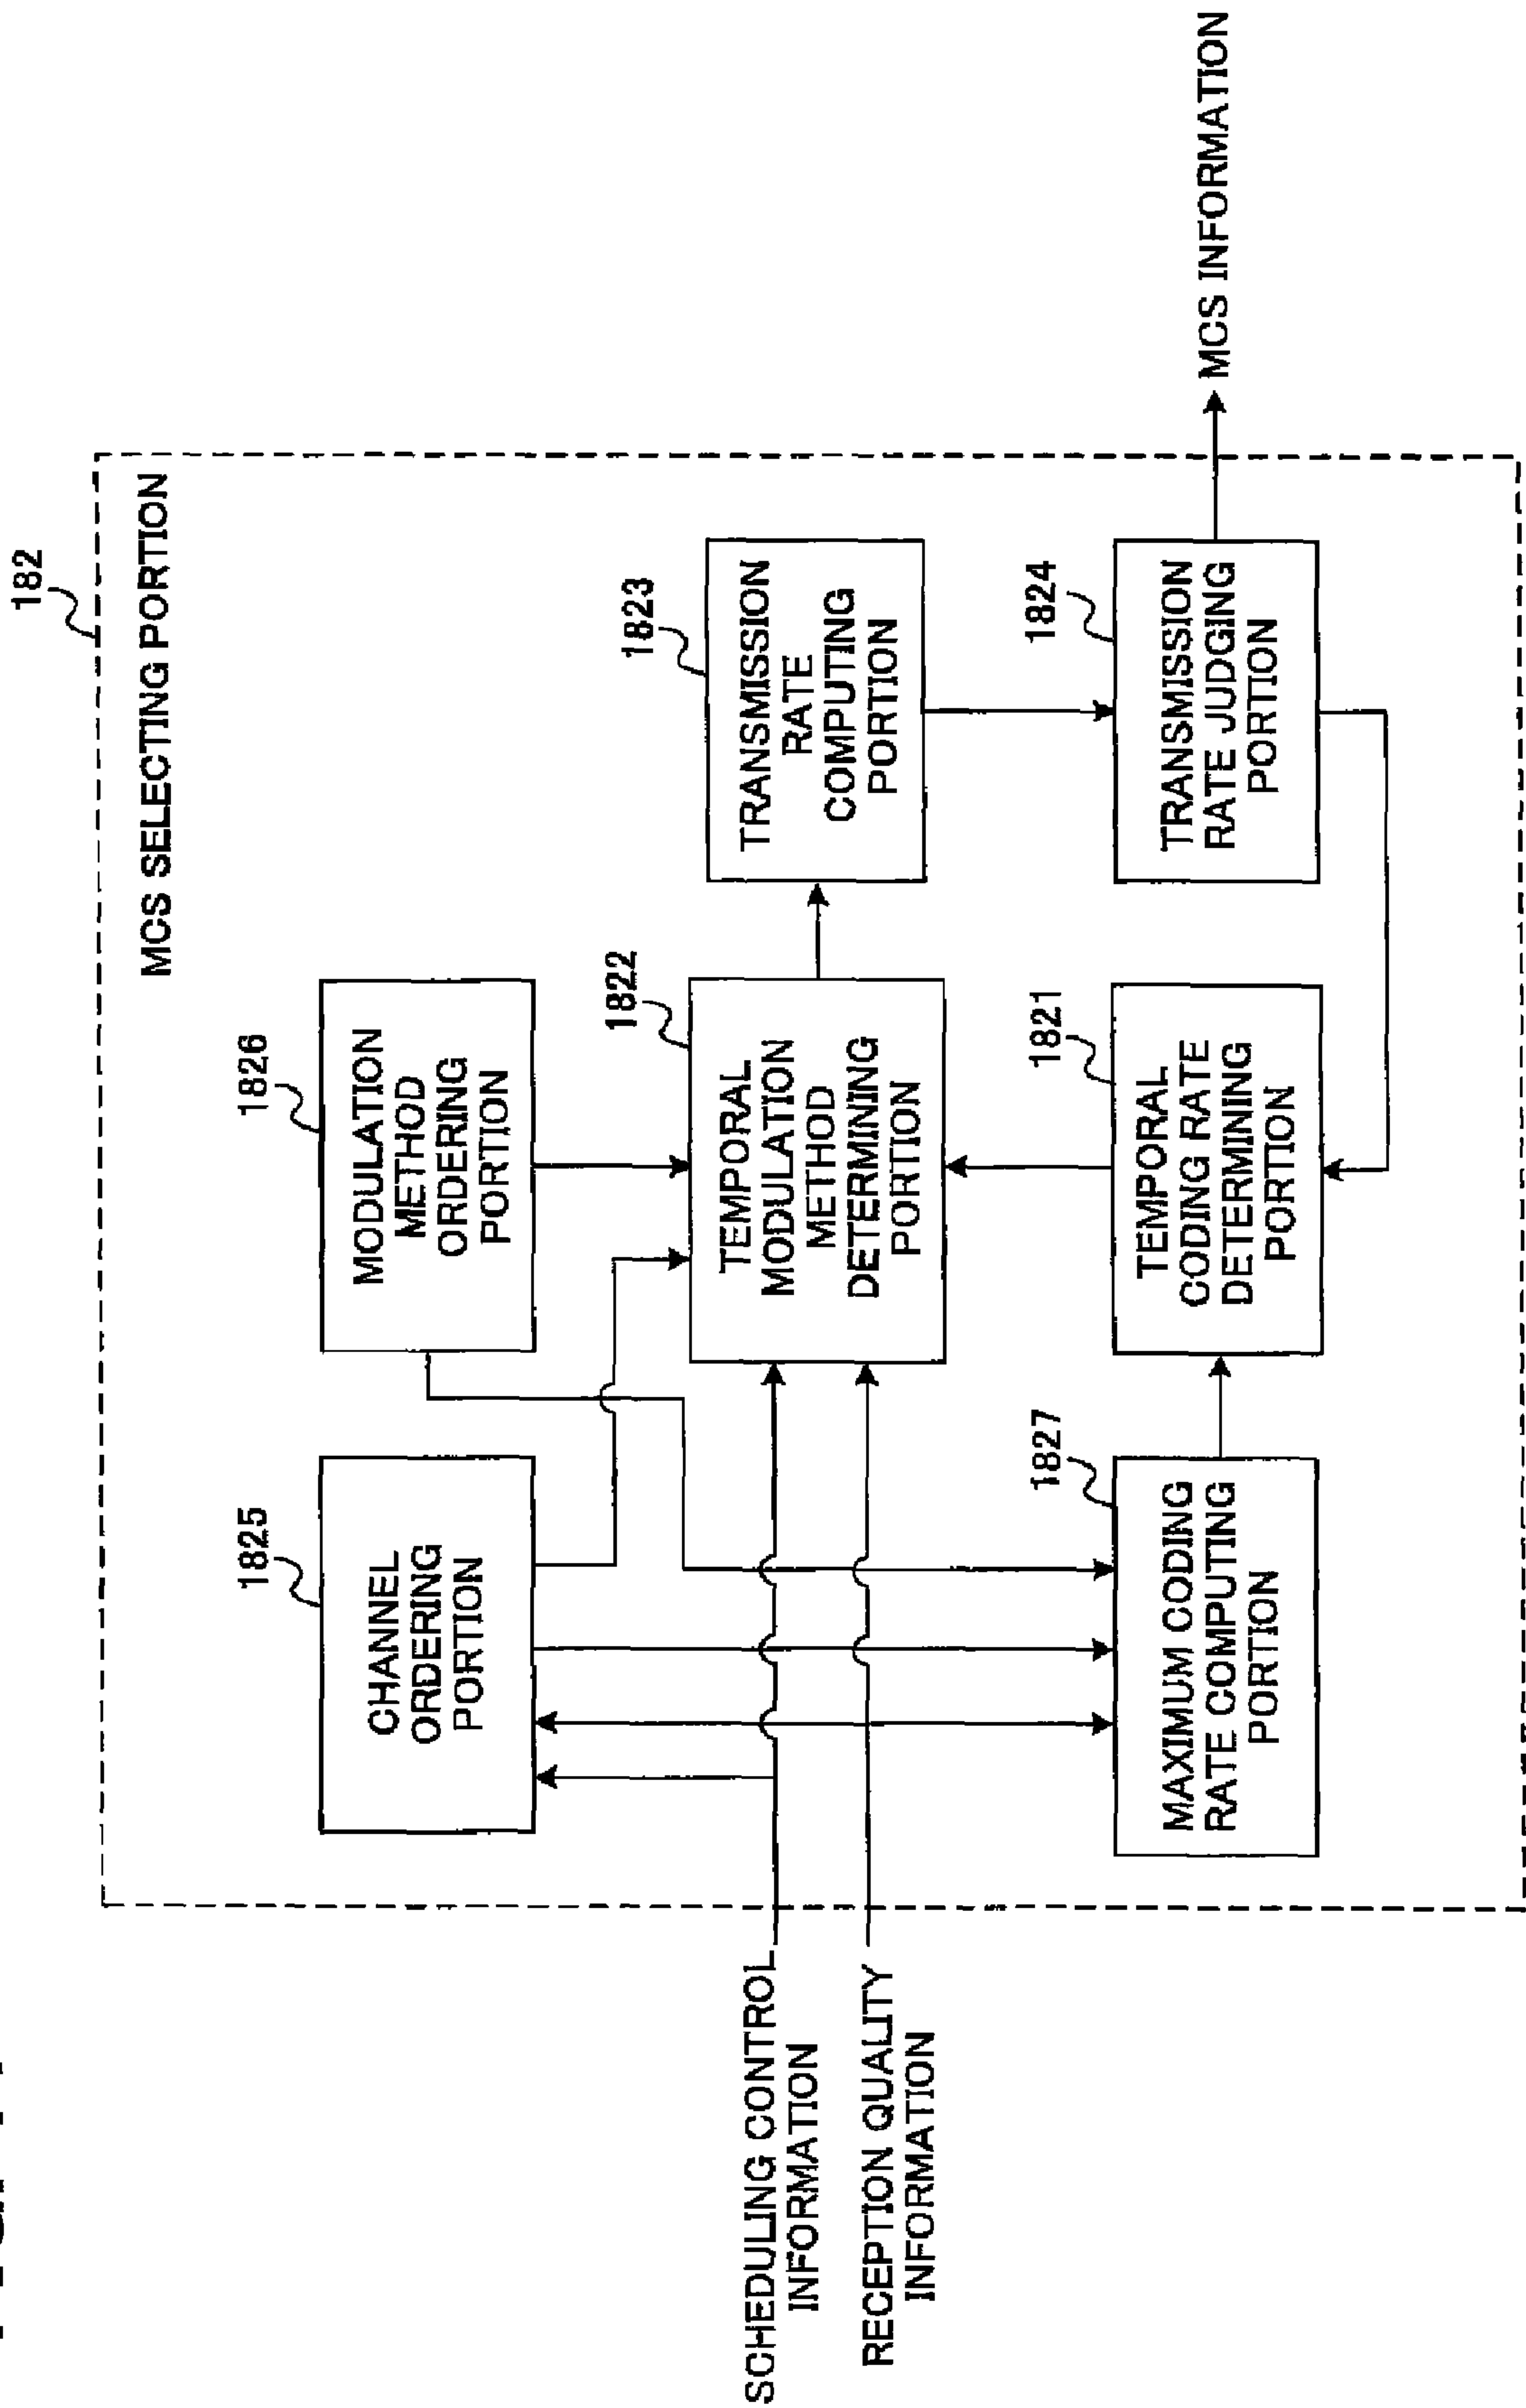 182
MCS SELECTING PORTION
1825
CHANNEL
ORDERING
PORTION
1826
MODULATION
METHOD
ORDERING
PORTION
SCHEDULING CONTROL
INFORMATION
RECEPTION QUALITY
INFORMATION
1822
TEMPORAL
MODULATION
METHOD
DETERMINING
PORTION
1823
TRANSMISSION
RATE
COMPUTING
PORTION
1827
MAXIMUM CODING
RATE COMPUTING
PORTION
1821
TEMPORAL
CODING RATE
DETERMINING
PORTION
1824
TRANSMISSION
RATE JUDGING
PORTION
MCS INFORMATION